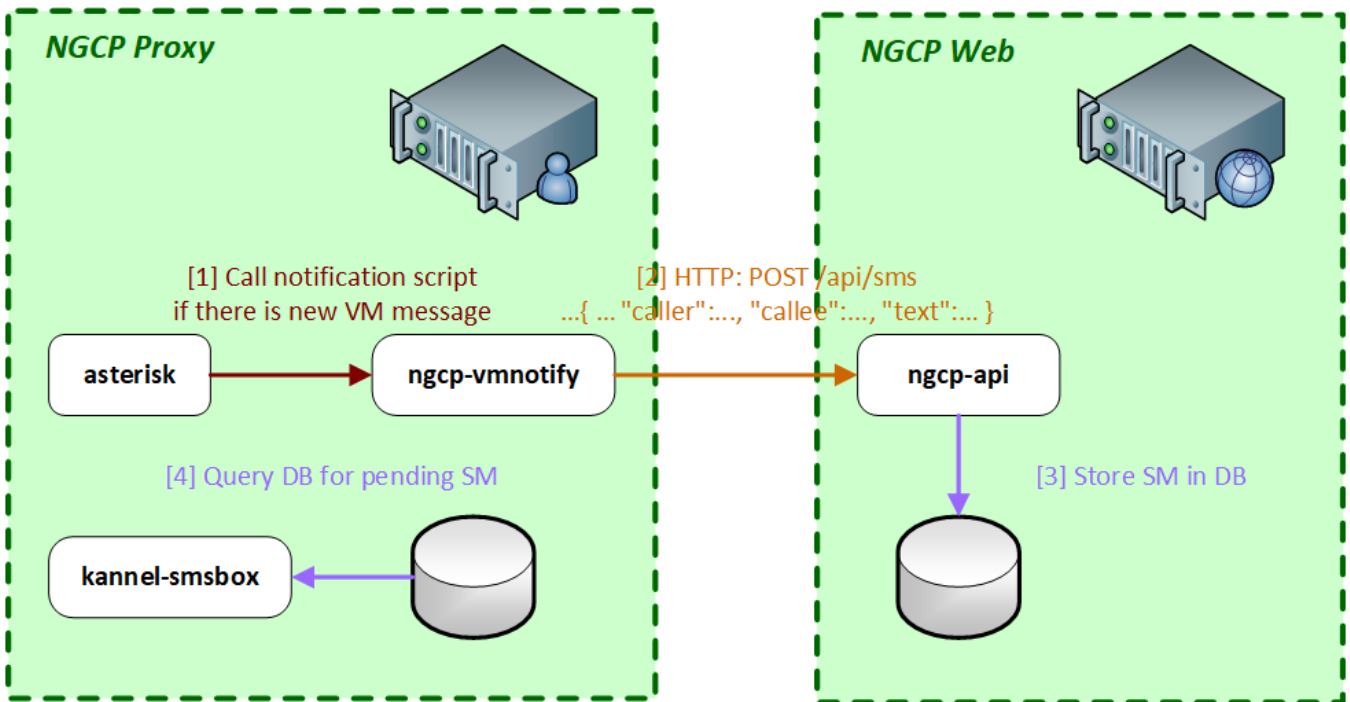 NGCP Proxy
NGCP Web
[1] Call notification script
if there is new VM message
[2] HTTP: POST /api/sms
...{ ... "caller":..., "callee":..., "text":... }
asterisk
ngcp-vmnotify
ngcp-api
[4] Query DB for pending SM
[3] Store SM in DB
kannel-smsbox